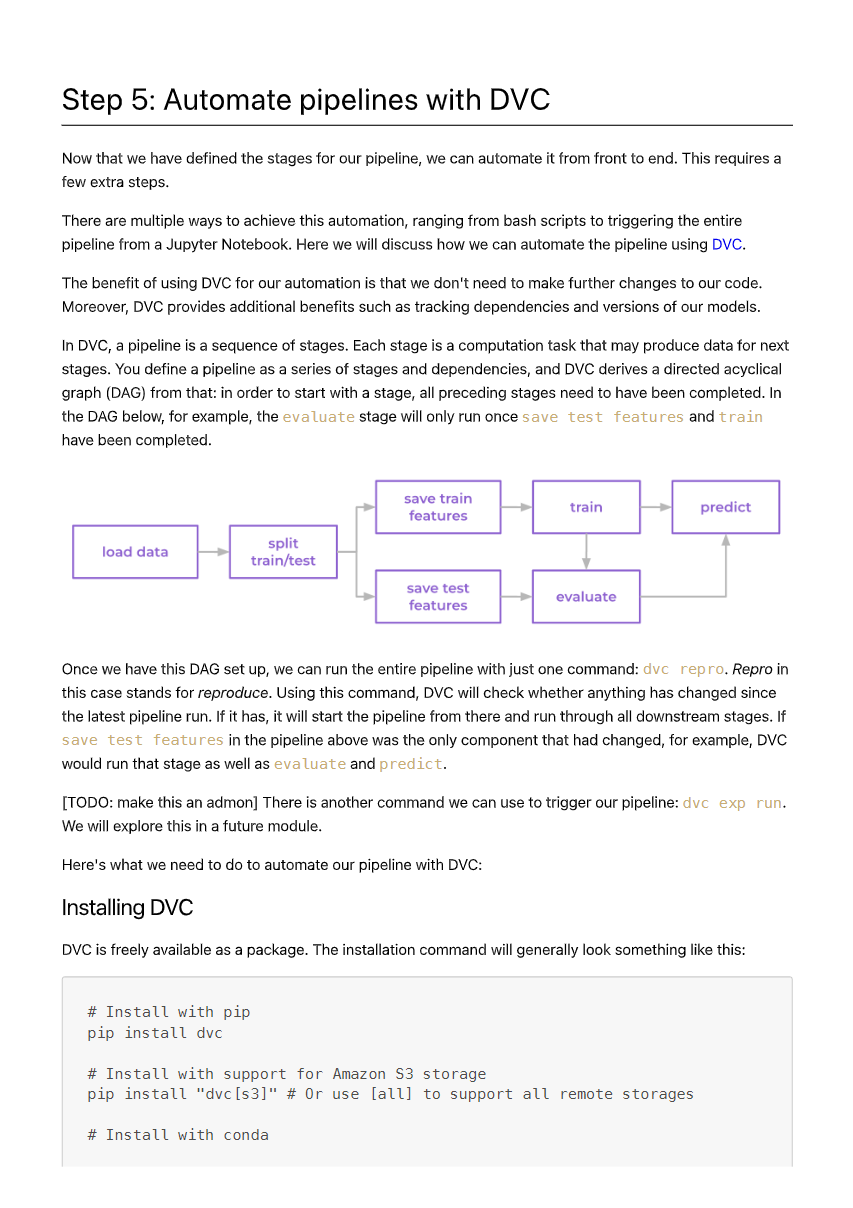 Step 5: Automate pipelines with DVC
Now that we have defined the stages for our pipeline, we can automate it from front to end. This requires a
few extra steps.
There are multiple ways to achieve this automation, ranging from bash scripts to triggering the entire
pipeline from a Jupyter Notebook. Here we will discuss how we can automate the pipeline using DVC.
The benefit of using DVC for our automation is that we don't need to make further changes to our code.
Moreover, DVC provides additional benefits such as tracking dependencies and versions of our models.
In DVC, a pipeline is a sequence of stages. Each stage is a computation task that may produce data for next
stages. You define a pipeline as a series of stages and dependencies, and DVC derives a directed acyclical
graph (DAG) from that: in order to start with a stage, all preceding stages need to have been completed. In
the DAG below, for example, the evaluate stage will only run once save test features and train
have been completed.
load data
split
train/test
save train
features
train
predict
save test
features
evaluate
Once we have this DAG set up, we can run the entire pipeline with just one command: dvc repro. Repro in
this case stands for reproduce. Using this command, DVC will check whether anything has changed since
the latest pipeline run. If it has, it will start the pipeline from there and run through all downstream stages. If
save test features in the pipeline above was the only component that had changed, for example, DVC
would run that stage as well as evaluate and predict.
[TODO: make this an admon] There is another command we can use to trigger our pipeline: dvc exp run.
We will explore this in a future module.
Here's what we need to do to automate our pipeline with DVC:
Installing DVC
DVC is freely available as a package. The installation command will generally look something like this:
# Install with pip
pip install dvc
# Install with support for Amazon S3 storage
pip install "dvc[s3]" # Or use [all] to support all remote storages
# Install with conda